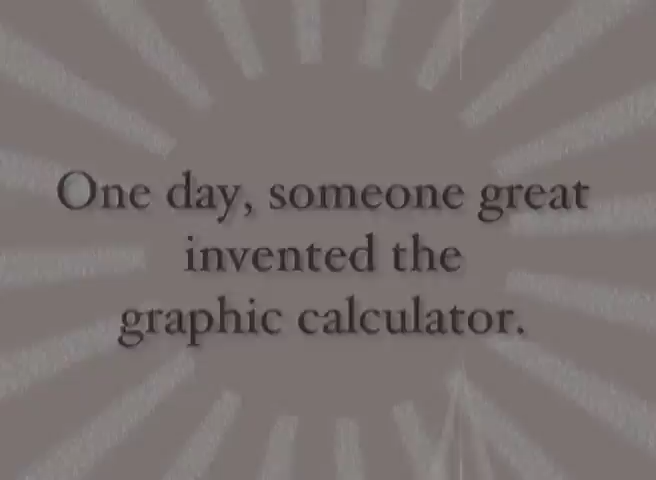 One day, someone great
invented the
graphic calculator.